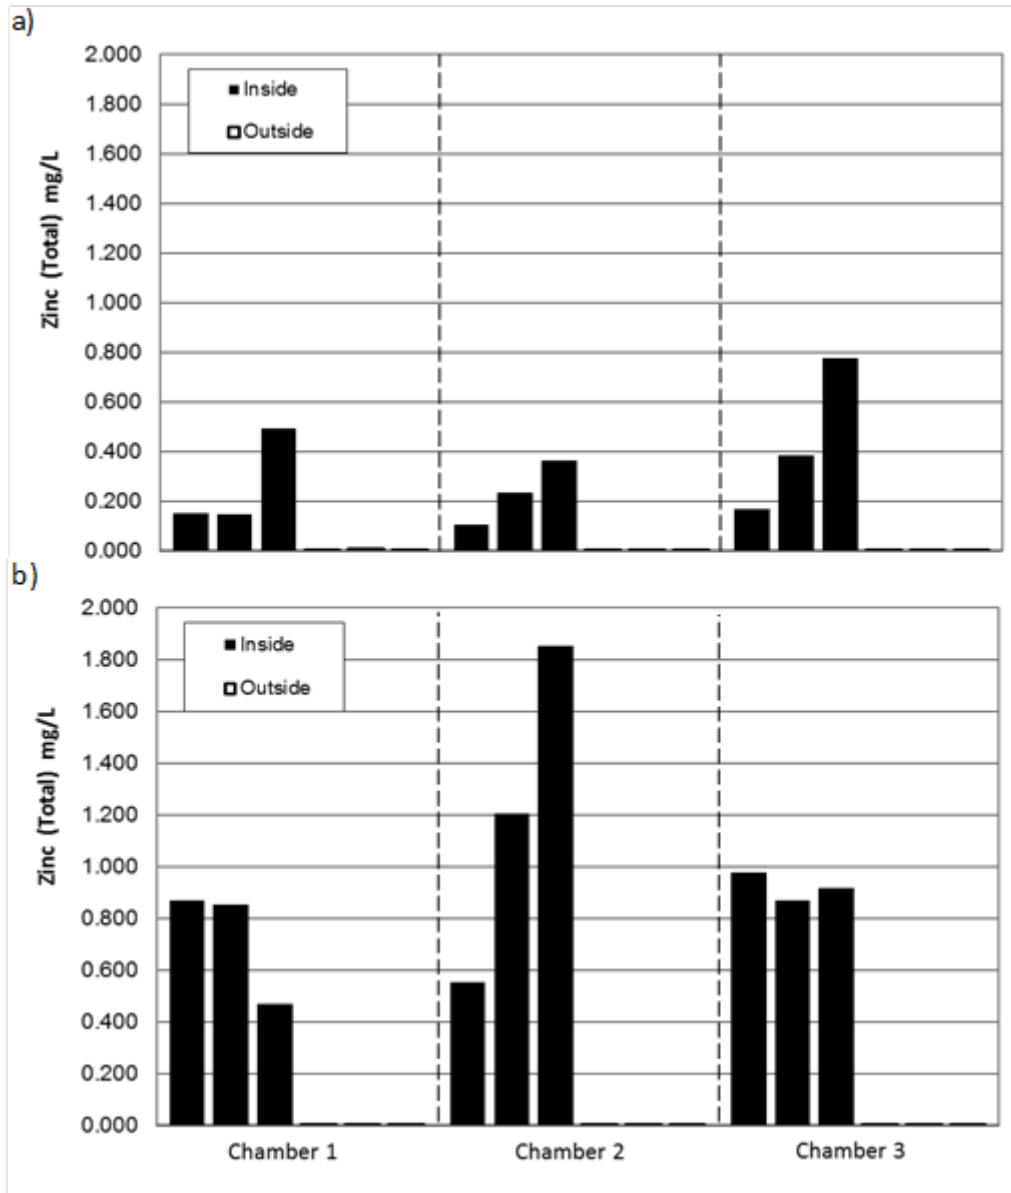 a)
Zinc (Total) mg/L
2.000
1.800
1.600
1.400
1.200
1.000
0.800
0.600
0.400
0.200
0.000
Inside
Outside
b)
Zinc (Total) mg/L
2.000
1.800
1.600
1.400
1.200
1.000
0.800
0.600
0.400
0.200
0.000
Inside
Outside
Chamber 1
Chamber 2
Chamber 3